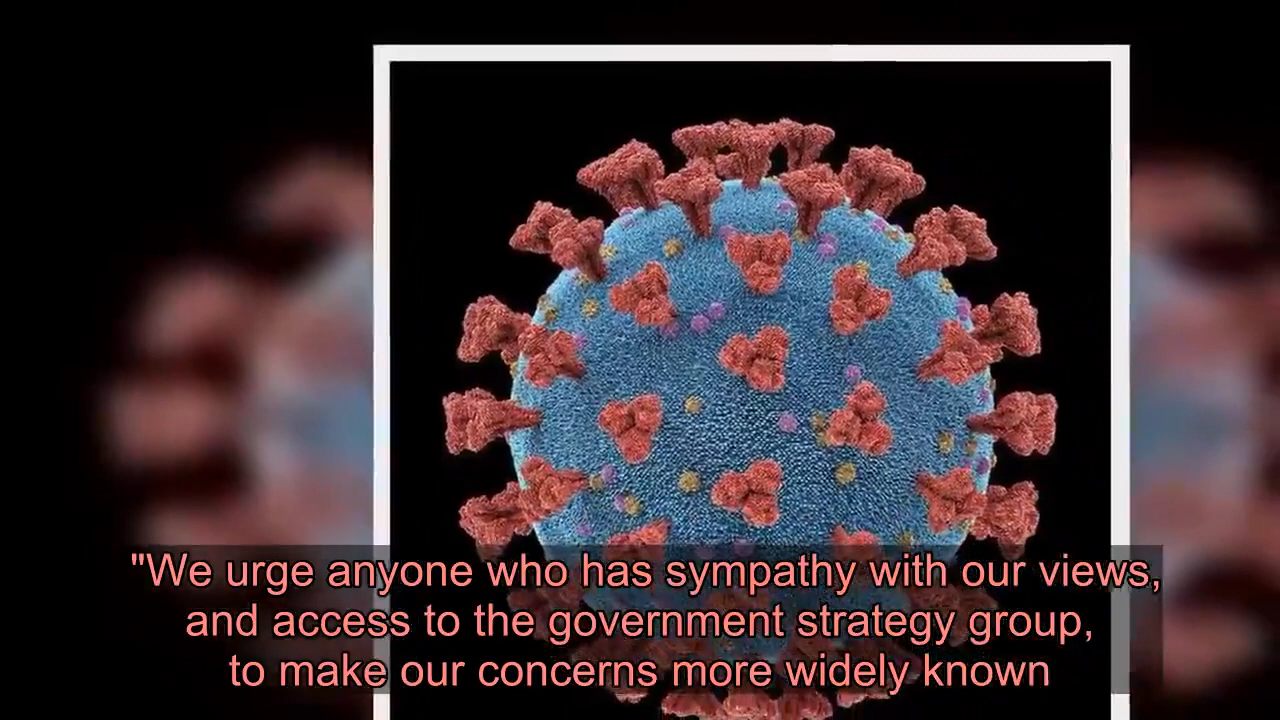 "We urge anyone who has sympathy with our views,
and access to the government strategy group,
to make our concerns more widely known